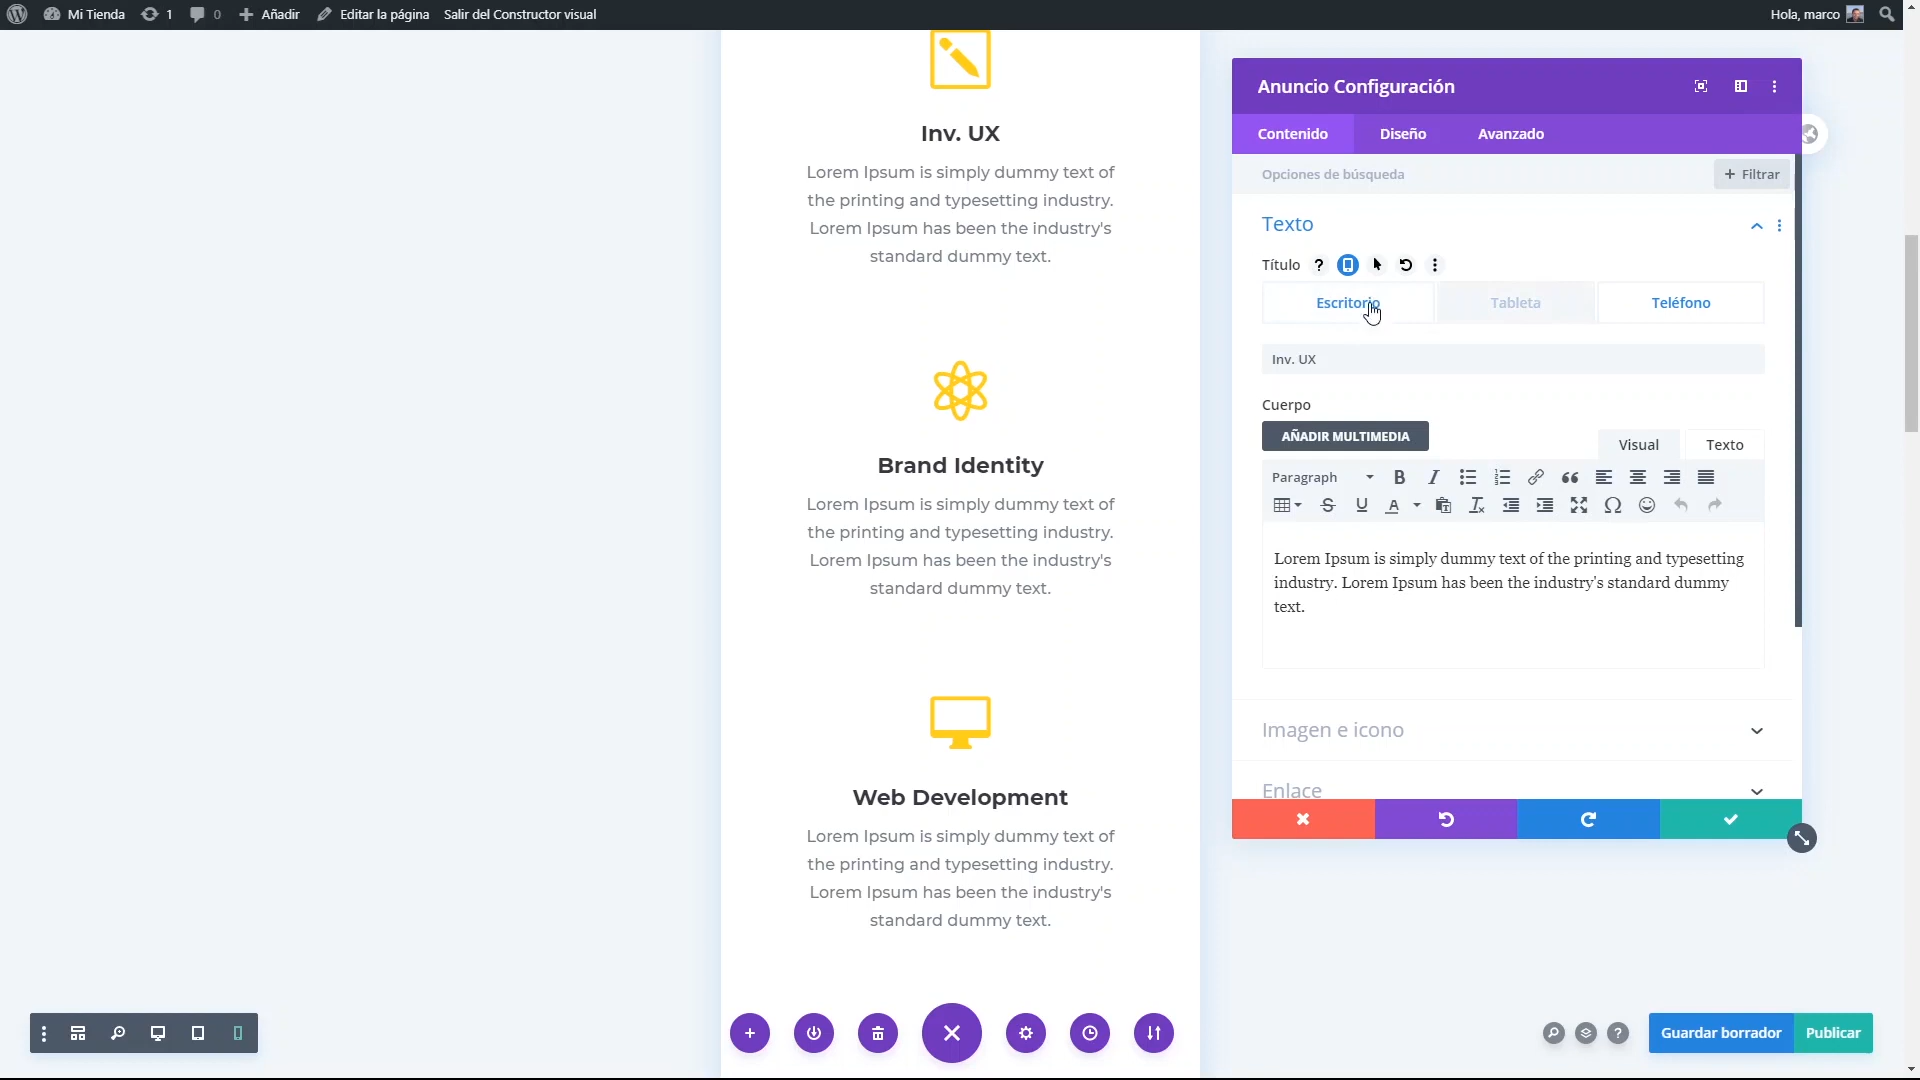 Mi Tienda 1 0 Añadir Editar la página Salir del Constructor visual Hola, marco
Inv. UX
Lorem Ipsum is simply dummy text of
the printing and typesetting industry.
Lorem Ipsum has been the industry's
standard dummy text.
Brand Identity
Lorem Ipsum is simply dummy text of
the printing and typesetting industry.
Lorem Ipsum has been the industry's
standard dummy text.
Web Development
Lorem Ipsum is simply dummy text of
the printing and typesetting industry.
Lorem Ipsum has been the industry's
standard dummy text.
Anuncio Configuración
Contenido Diseño Avanzado
Opciones de búsqueda + Filtrar
Texto
Título ?
Escritorio Tableta Teléfono
Inv. UX
Cuerpo
AÑADIR MULTIMEDIA Visual Texto
Paragraph B I
Lorem Ipsum is simply dummy text of the printing and typesetting
industry. Lorem Ipsum has been the industry's standard dummy
text.
Imagen e icono
Enlace
? Guardar borrador Publicar